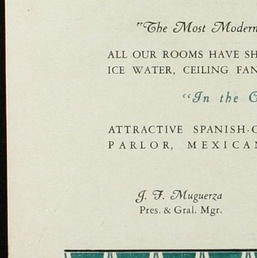 "The Most Modern
ALL OUR ROOMS HAVE SH
ICE WATER, CEILING FAN
"In the C
ATTRACTIVE SPANISH-C
PARLOR, MEXICAN
J. F. Muguerza
Pres. & Gral. Mgr.